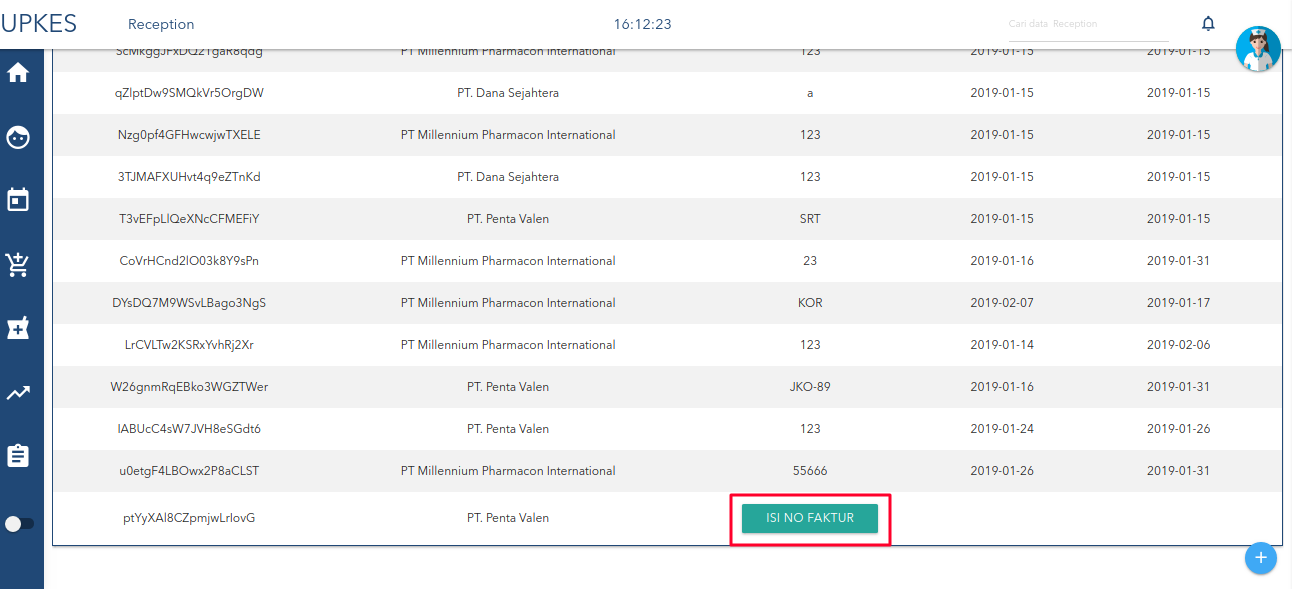 UPKES Reception 16:12:23 Cari data Reception
PT Millennium Pharmacon International 123 2019-01-15 2019-01-15
qZlptDw9SMQkVr5OrgDW PT. Dana Sejahtera a 2019-01-15 2019-01-15
Nzg0pf4GFHwcwjwTXELE PT Millennium Pharmacon International 123 2019-01-15 2019-01-15
3TJMAFXUHvt4q9eZTnKd PT. Dana Sejahtera 123 2019-01-15 2019-01-15
T3vEFpLlQeXNcCFMEFiY PT. Penta Valen SRT 2019-01-15 2019-01-15
CoVrHCnd2lO03k8Y9sPn PT Millennium Pharmacon International 23 2019-01-16 2019-01-31
DYsDQ7M9WSvLBago3NgS PT Millennium Pharmacon International KOR 2019-02-07 2019-01-17
LrCVLTw2KSRxYvhRj2Xr PT Millennium Pharmacon International 123 2019-01-14 2019-02-06
W26gnmRqEBko3WGZTWer PT. Penta Valen JKO-89 2019-01-16 2019-01-31
IABUcC4sW7JVH8eSGdt6 PT. Penta Valen 123 2019-01-24 2019-01-26
u0etgF4LBOwx2P8aCLST PT Millennium Pharmacon International 55666 2019-01-26 2019-01-31
ptYyXAl8CZpmjwLrIovG PT. Penta Valen ISI NO FAKTUR